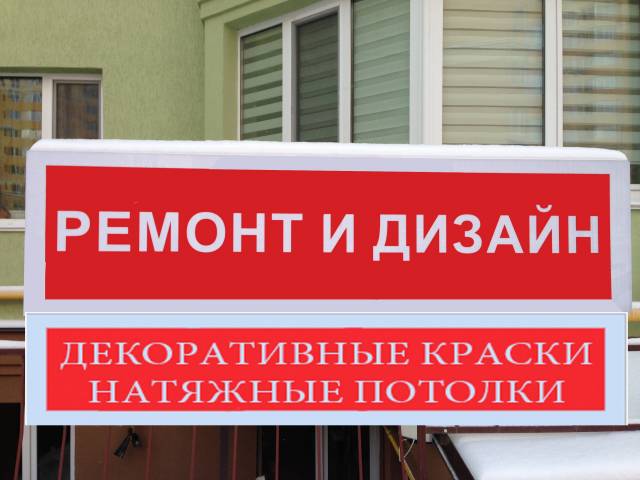 РЕМОНТ И ДИЗАЙН
ДЕКОРАТИВНЫЕ КРАСКИ
НАТЯЖНЫЕ ПОТОЛКИ